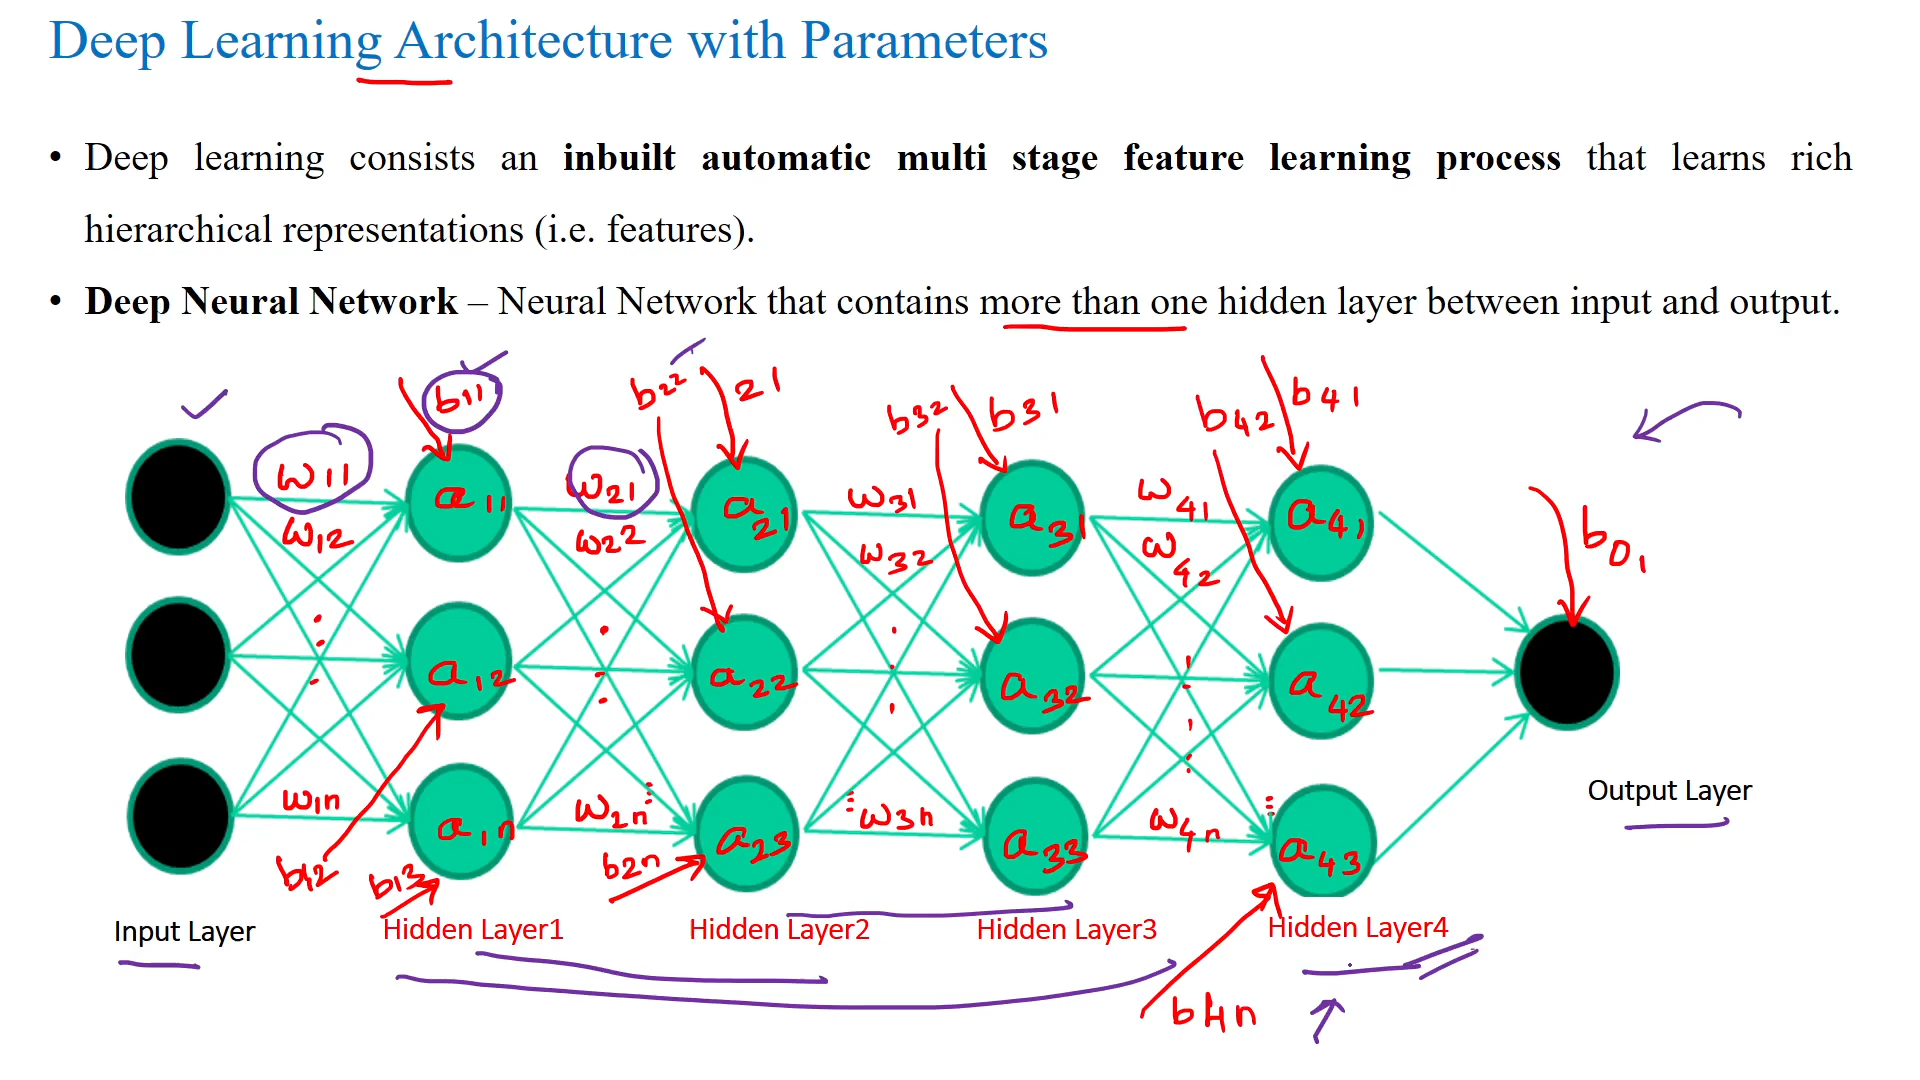 Deep Learning Architecture with Parameters
• Deep learning consists an inbuilt automatic multi stage feature learning process that learns rich
hierarchical representations (i.e. features).
• Deep Neural Network – Neural Network that contains more than one hidden layer between input and output.
b11 b22 21 b32 b31 b42 b41
w11 a11 w21 a21 w31 a31 w41 a41 b01
w12 w22 w32 w42
a12 a22 a32 a42
w1n a1n w2n a23 w3n a33 w4n a43
b12 b13 b2n
Output Layer
Input Layer Hidden Layer1 Hidden Layer2 Hidden Layer3 Hidden Layer4
b4n